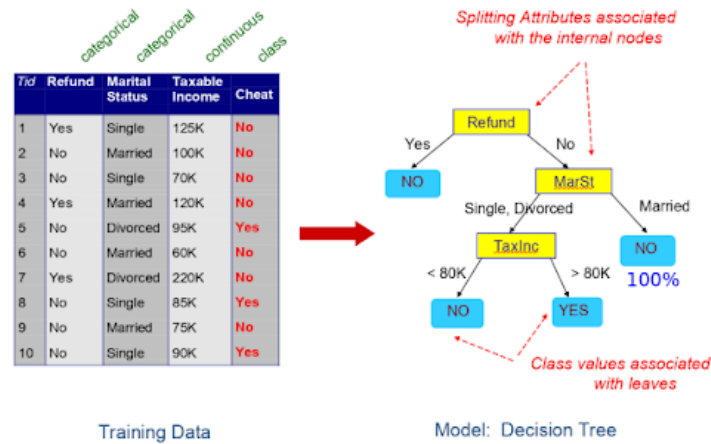 categorical
categorical
continuous
class
Tid Refund Marital Status Taxable Income Cheat
1 Yes Single 125K No
2 No Married 100K No
3 No Single 70K No
4 Yes Married 120K No
5 No Divorced 95K Yes
6 No Married 60K No
7 Yes Divorced 220K No
8 No Single 85K Yes
9 No Married 75K No
10 No Single 90K Yes
Training Data
Splitting Attributes associated
with the internal nodes
Refund
Yes No
NO MarSt
Single, Divorced Married
TaxInc NO
< 80K > 80K 100%
NO YES
Class values associated
with leaves
Model: Decision Tree